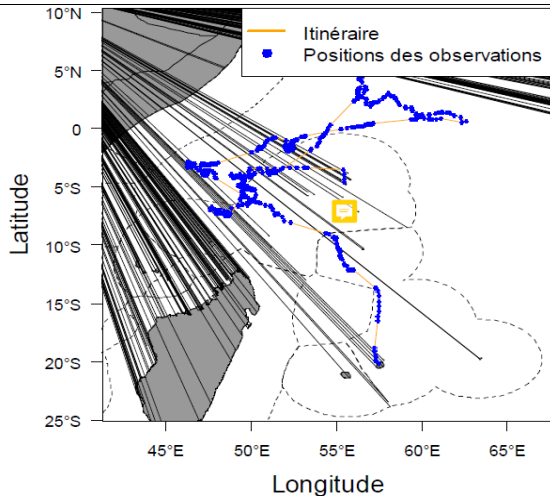 Itinéraire
Positions des observations
10°N
5°N
0
5°S
10°S
15°S
20°S
25°S
Latitude
45°E
50°E
55°E
60°E
65°E
Longitude